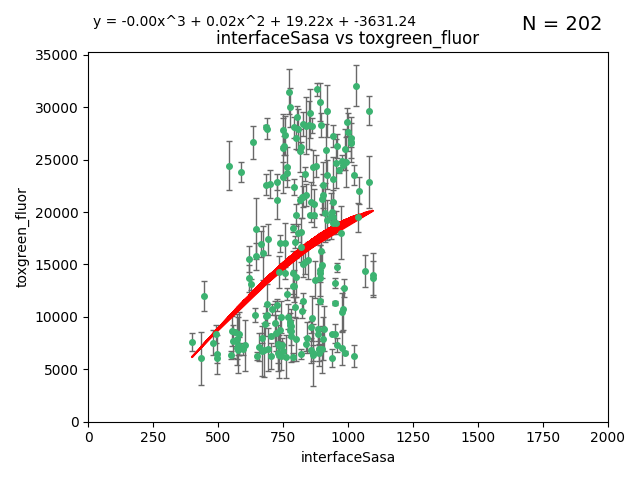 y = -0.00x^3 + 0.02x^2 + 19.22x + -3631.24
N = 202
interfaceSasa vs toxgreen_fluor
35000
30000
25000
20000
15000
10000
5000
0
toxgreen_fluor
0 250 500 750 1000 1250 1500 1750 2000
interfaceSasa